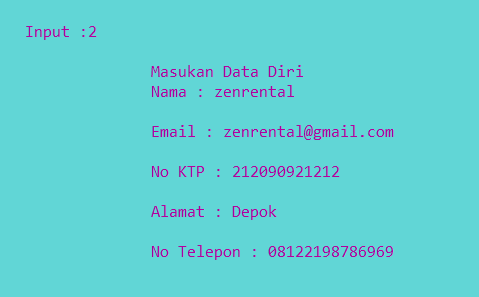 Input :2
Masukan Data Diri
Nama : zenrental
Email : zenrental@gmail.com
No KTP : 212090921212
Alamat : Depok
No Telepon : 08122198786969